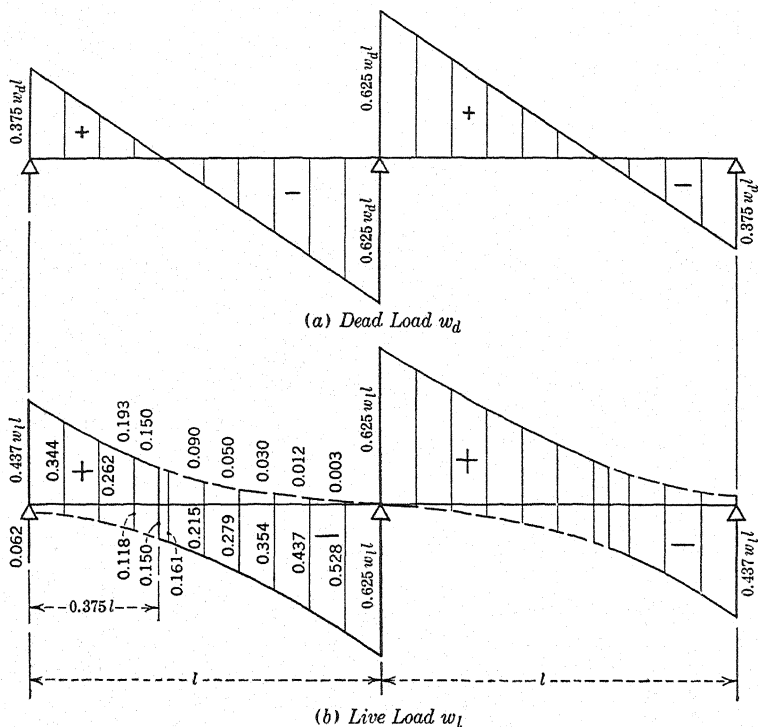 0.375 w_d l
+
−
0.625 w_d l
0.625 w_d l
+
−
0.375 w_d l
(a) Dead Load w_d
0.437 w_l l
0.062
0.344
+
0.262
0.193
0.150
0.090
0.050
0.030
0.012
0.003
0.118
0.150
0.161
0.215
0.279
0.354
0.437
0.528
−
0.625 w_l l
0.625 w_l l
+
−
0.437 w_l l
0.375 l
l
l
(b) Live Load w_l